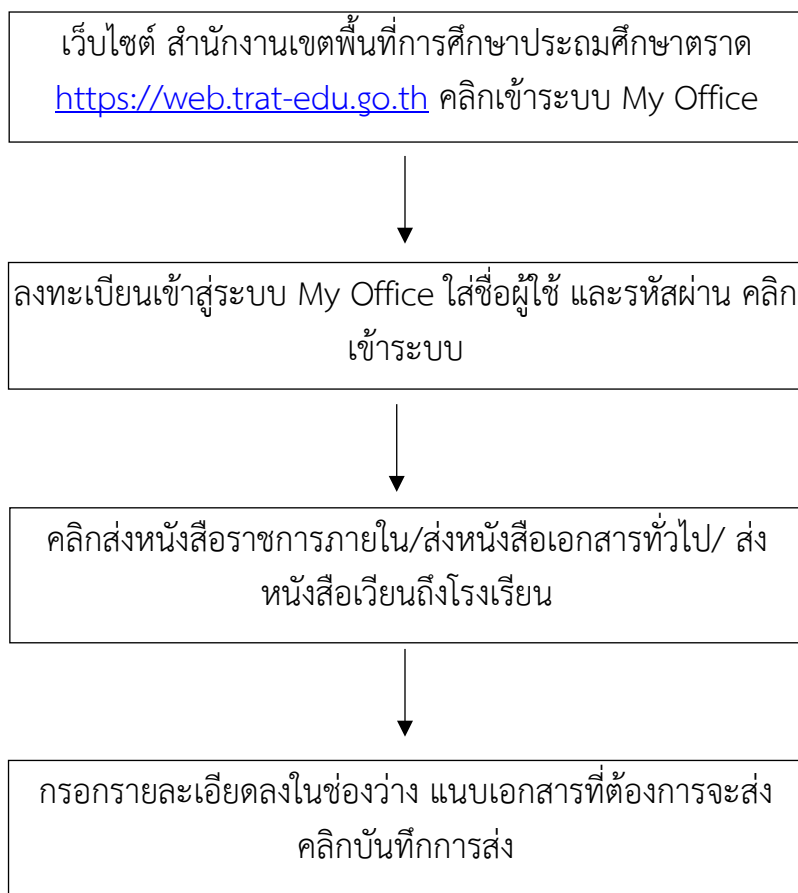 เว็บไซต์ สำนักงานเขตพื้นที่การศึกษาประถมศึกษาตราด
https://web.trat-edu.go.th คลิกเข้าระบบ My Office
ลงทะเบียนเข้าสู่ระบบ My Office ใส่ชื่อผู้ใช้ และรหัสผ่าน คลิก
เข้าระบบ
คลิกส่งหนังสือราชการภายใน/ส่งหนังสือเอกสารทั่วไป/ ส่ง
หนังสือเวียนถึงโรงเรียน
กรอกรายละเอียดลงในช่องว่าง แนบเอกสารที่ต้องการจะส่ง
คลิกบันทึกการส่ง